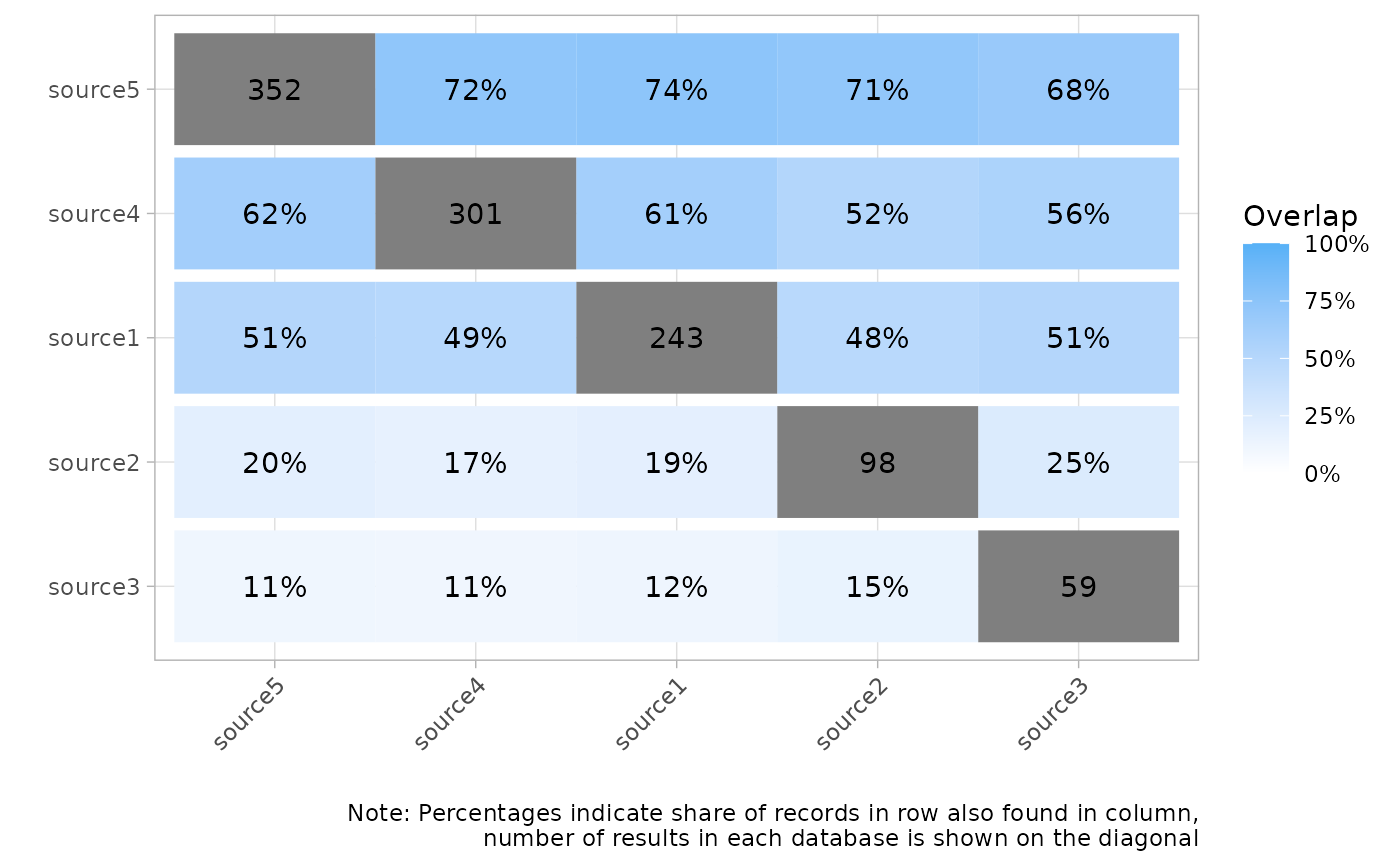 source5 352 72% 74% 71% 68%
source4 62% 301 61% 52% 56%
source1 51% 49% 243 48% 51%
source2 20% 17% 19% 98 25%
source3 11% 11% 12% 15% 59
source5 source4 source1 source2 source3
Overlap
100%
75%
50%
25%
0%
Note: Percentages indicate share of records in row also found in column,
number of results in each database is shown on the diagonal